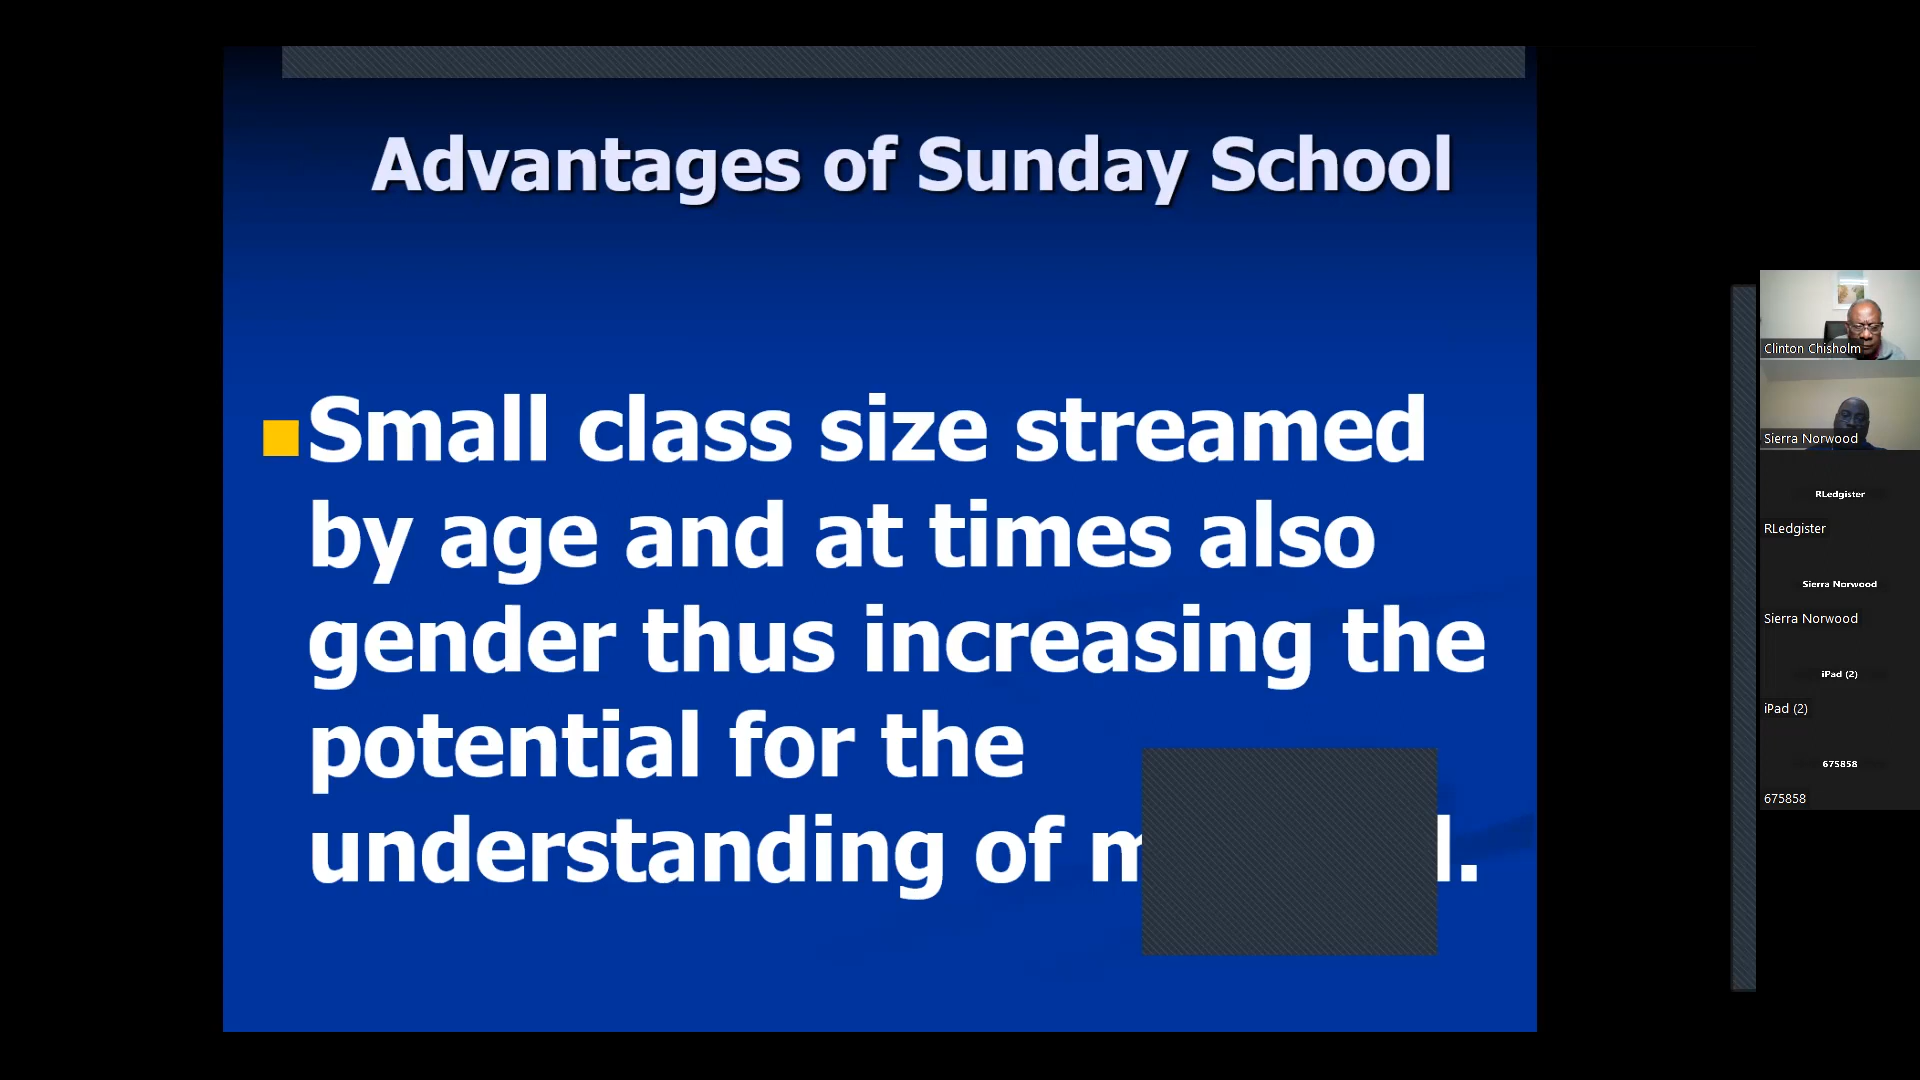 Advantages of Sunday School
Small class size streamed
by age and at times also
gender thus increasing the
potential for the
understanding of
Clinton Chisholm
Sierra Norwood
RLedgister
RLedgister
Sierra Norwood
Sierra Norwood
iPad (2)
iPad (2)
675858
675858